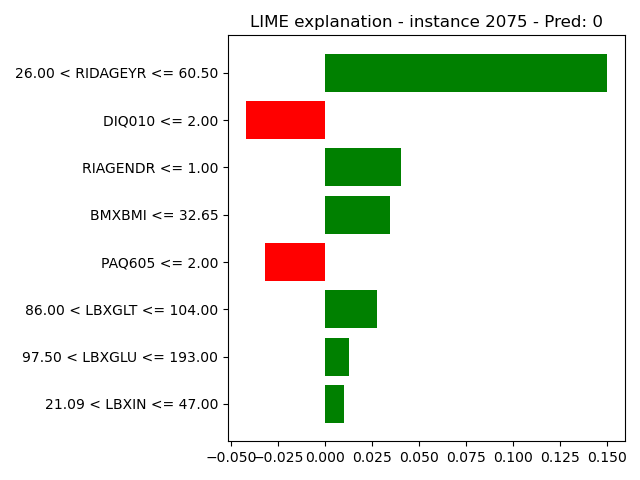 LIME explanation - instance 2075 - Pred: 0
26.00 < RIDAGEYR <= 60.50
DIQ010 <= 2.00
RIAGENDR <= 1.00
BMXBMI <= 32.65
PAQ605 <= 2.00
86.00 < LBXGLT <= 104.00
97.50 < LBXGLU <= 193.00
21.09 < LBXIN <= 47.00
−0.050 −0.025 0.000 0.025 0.050 0.075 0.100 0.125 0.150